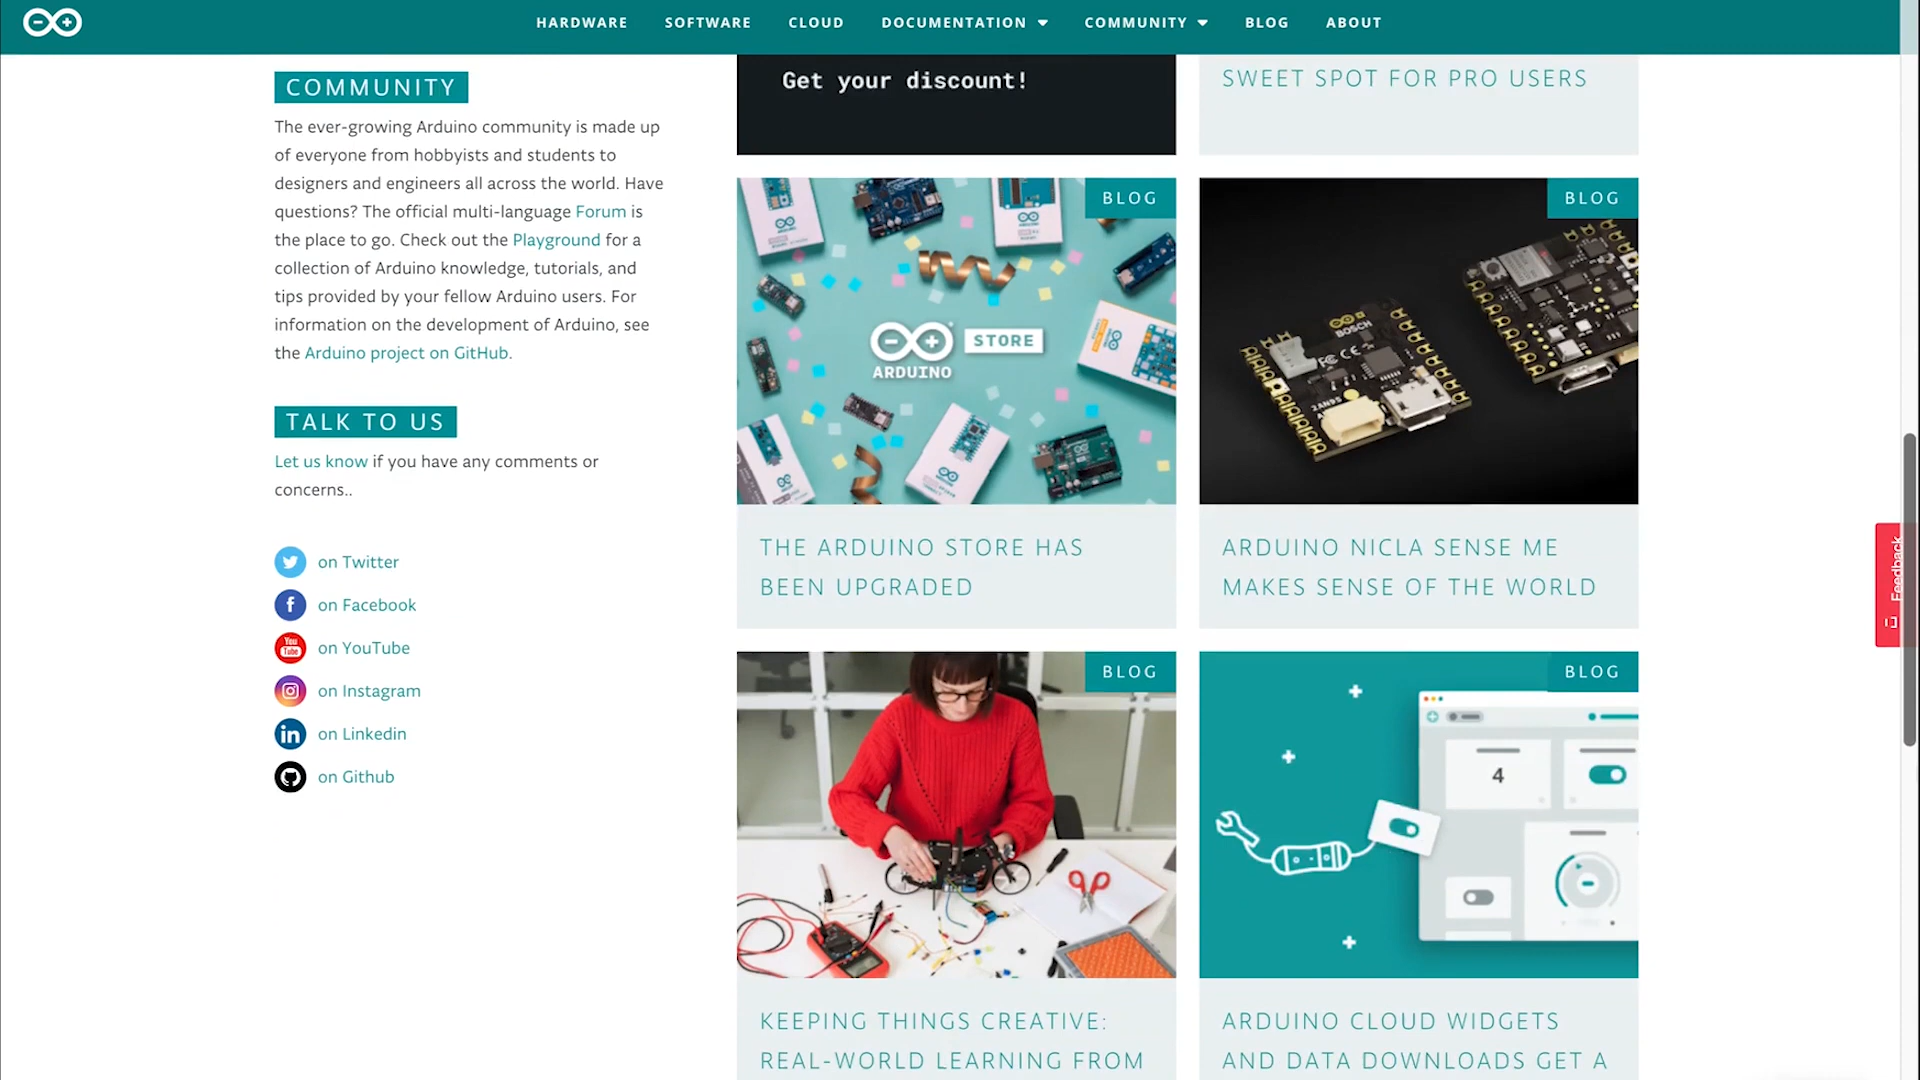 HARDWARE SOFTWARE CLOUD DOCUMENTATION COMMUNITY BLOG ABOUT
COMMUNITY
The ever-growing Arduino community is made up
of everyone from hobbyists and students to
designers and engineers all across the world. Have
questions? The official multi-language Forum is
the place to go. Check out the Playground for a
collection of Arduino knowledge, tutorials, and
tips provided by your fellow Arduino users. For
information on the development of Arduino, see
the Arduino project on GitHub.
TALK TO US
Let us know if you have any comments or
concerns..
on Twitter
on Facebook
You
Tube
on YouTube
on Instagram
in
on Linkedin
on Github
Get your discount!
SWEET SPOT FOR PRO USERS
BLOG
STORE
ARDUINO
THE ARDUINO STORE HAS
BEEN UPGRADED
BLOG
BOSCH
FC CE
2AN95
ARDUINO NICLA SENSE ME
MAKES SENSE OF THE WORLD
BLOG
KEEPING THINGS CREATIVE:
REAL-WORLD LEARNING FROM
BLOG
4
ARDUINO CLOUD WIDGETS
AND DATA DOWNLOADS GET A
Feedback